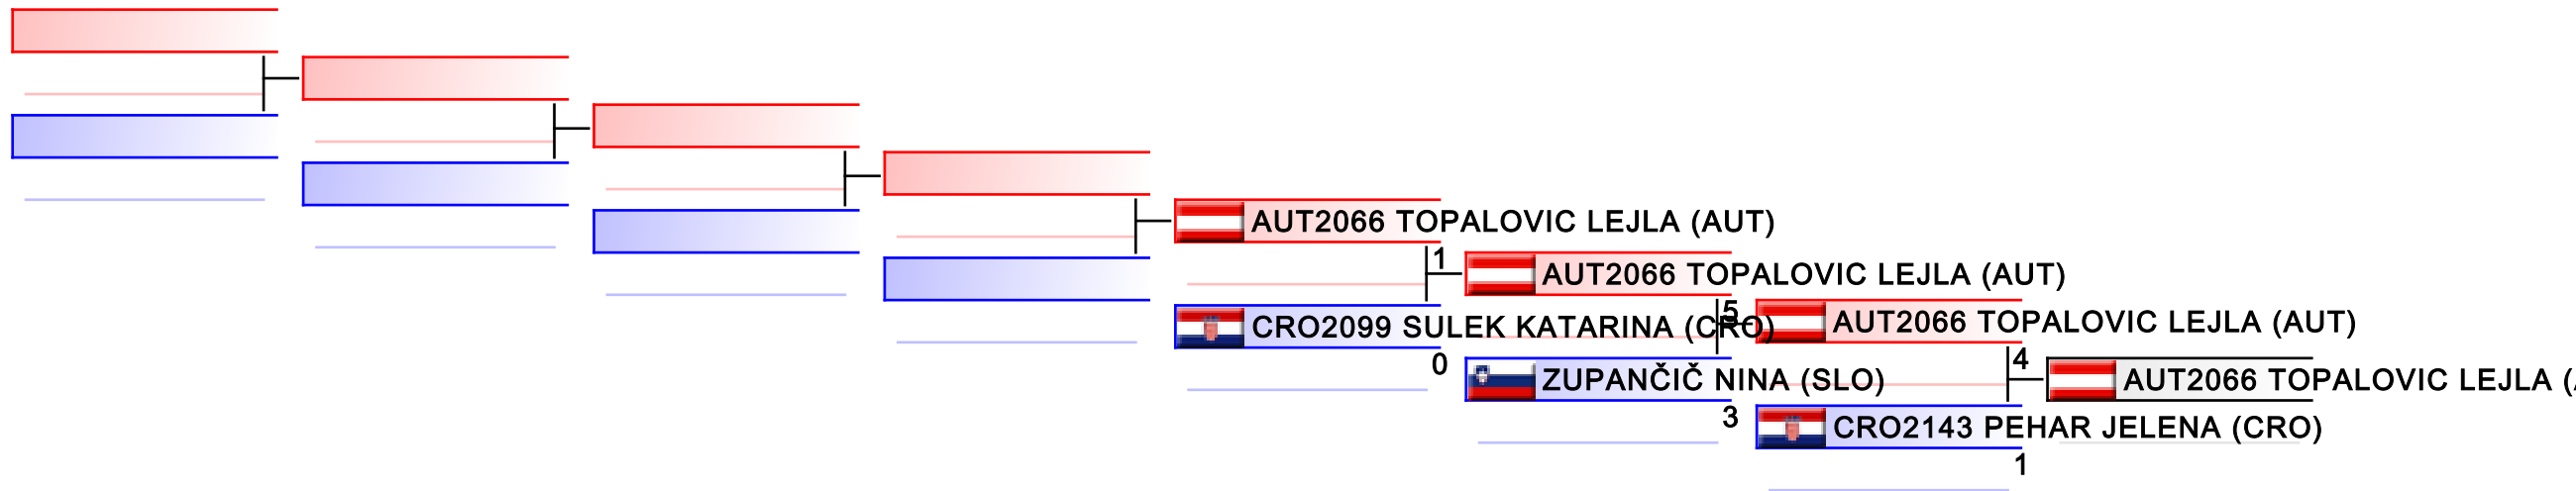 AUT2066 TOPALOVIC LEJLA (AUT)
1
AUT2066 TOPALOVIC LEJLA (AUT)
CRO2099 SULEK KATARINA (CRO)
5
AUT2066 TOPALOVIC LEJLA (AUT)
0
ZUPANČIČ NINA (SLO)
4
AUT2066 TOPALOVIC LEJLA (
3
CRO2143 PEHAR JELENA (CRO)
1